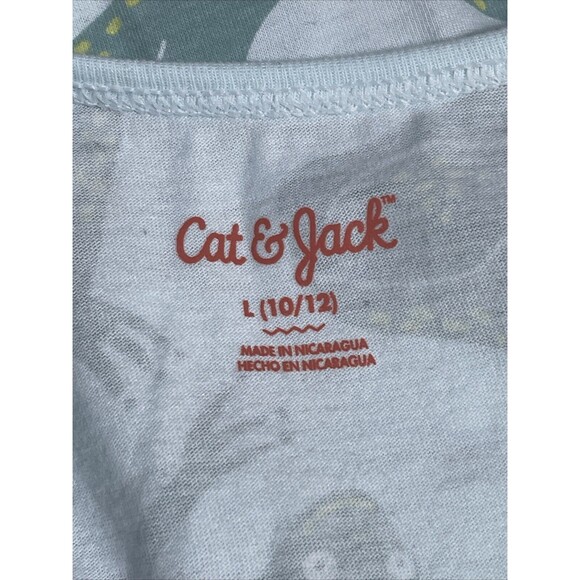 Cat & Jack™
L (10/12)
MADE IN NICARAGUA
HECHO EN NICARAGUA